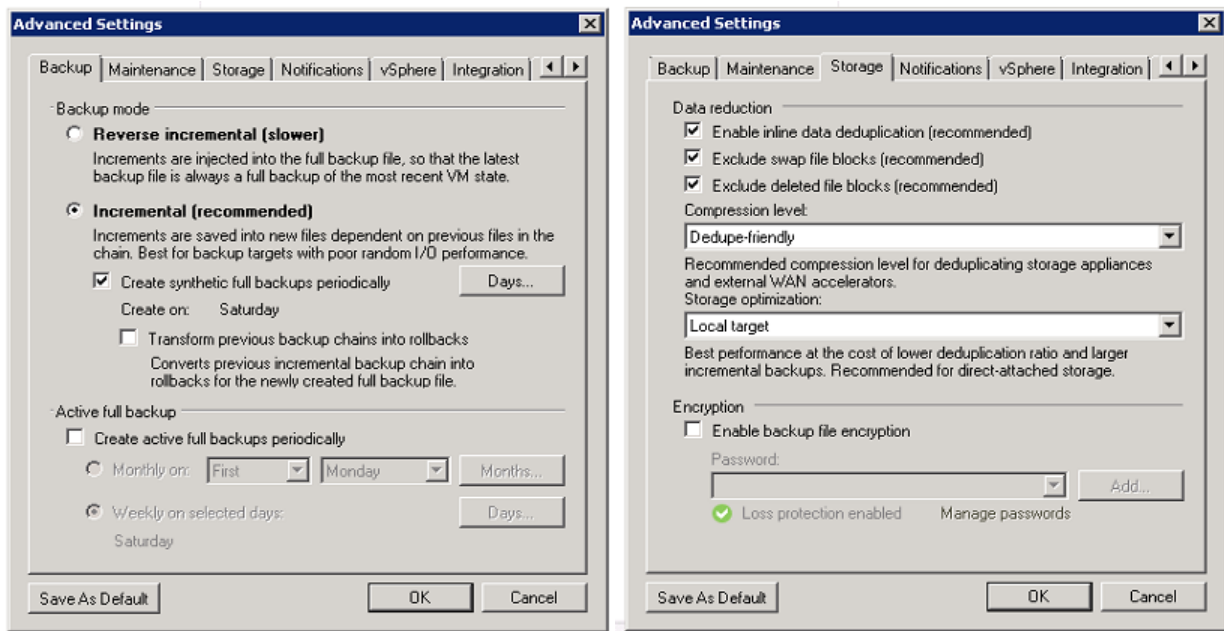 Advanced Settings
Backup Maintenance Storage Notifications vSphere Integration
Backup mode
Reverse incremental (slower)
Increments are injected into the full backup file, so that the latest
backup file is always a full backup of the most recent VM state.
Incremental (recommended)
Increments are saved into new files dependent on previous files in the
chain. Best for backup targets with poor random I/O performance.
Create synthetic full backups periodically Days...
Create on: Saturday
Transform previous backup chains into rollbacks
Converts previous incremental backup chain into
rollbacks for the newly created full backup file.
Active full backup
Create active full backups periodically
Monthly on: First Monday Months...
Weekly on selected days: Days...
Saturday
Save As Default OK Cancel
Advanced Settings
Backup Maintenance Storage Notifications vSphere Integration
Data reduction
Enable inline data deduplication (recommended)
Exclude swap file blocks (recommended)
Exclude deleted file blocks (recommended)
Compression level:
Dedupe-friendly
Recommended compression level for deduplicating storage appliances
and external WAN accelerators.
Storage optimization:
Local target
Best performance at the cost of lower deduplication ratio and larger
incremental backups. Recommended for direct-attached storage.
Encryption
Enable backup file encryption
Password:
Add...
Loss protection enabled Manage passwords
Save As Default OK Cancel